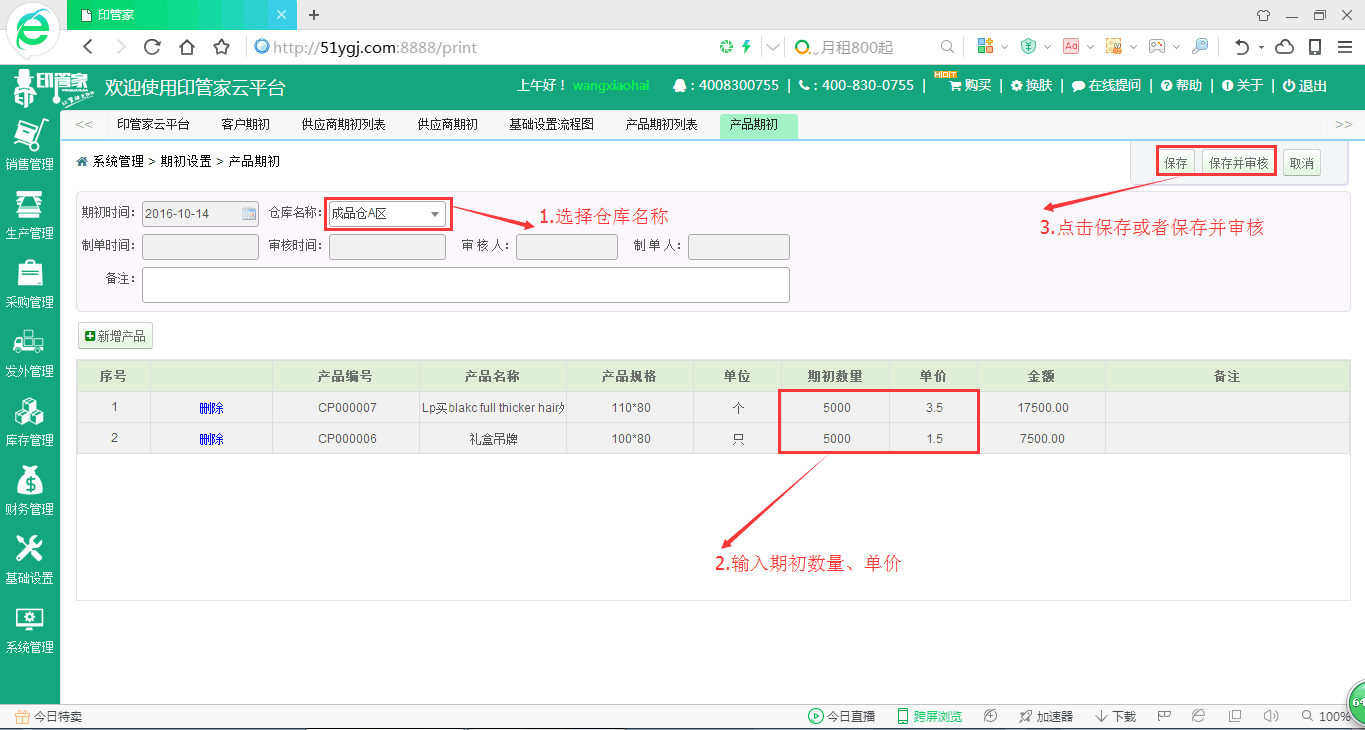 印管家
http://51ygj.com:8888/print
月租800起
印管家
欢迎使用印管家云平台
上午好！ wangxiaohai : 4008300755 | : 400-830-0755 | HOT 购买 | 换肤 | 在线提问 | 帮助 | 关于 | 退出
<< 印管家云平台 客户期初 供应商期初列表 供应商期初 基础设置流程图 产品期初列表 产品期初 >>
销售管理
生产管理
采购管理
发外管理
库存管理
财务管理
基础设置
系统管理
系统管理 > 期初设置 > 产品期初
保存 保存并审核 取消
期初时间： 2016-10-14 仓库名称： 成品仓A区
1.选择仓库名称
3.点击保存或者保存并审核
制单时间： 审核时间： 审 核 人： 制 单 人：
备注：
新增产品
序号 产品编号 产品名称 产品规格 单位 期初数量 单价 金额 备注
1 删除 CP000007 Lp买blakc full thicker hair 110*80 个 5000 3.5 17500.00
2 删除 CP000006 礼盒吊牌 100*80 只 5000 1.5 7500.00
2.输入期初数量、单价
今日特卖 今日直播 跨屏浏览 加速器 下载 100%
64